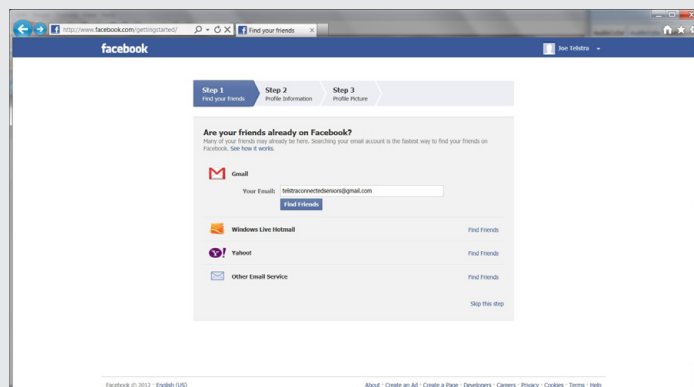 http://www.facebook.com/gettingstarted/
Find your friends
facebook
Joe Telstra
Step 1
Find your friends
Step 2
Profile Information
Step 3
Profile Picture
Are your friends already on Facebook?
Many of your friends may already be here. Searching your email account is the fastest way to find your friends on
Facebook. See how it works.
Gmail
Your Email: telstraconnectedseniors@gmail.com
Find Friends
Windows Live Hotmail Find Friends
Yahoo! Find Friends
Other Email Service Find Friends
Skip this step
Facebook © 2012 · English (US) About · Create an Ad · Create a Page · Developers · Careers · Privacy · Cookies · Terms · Help